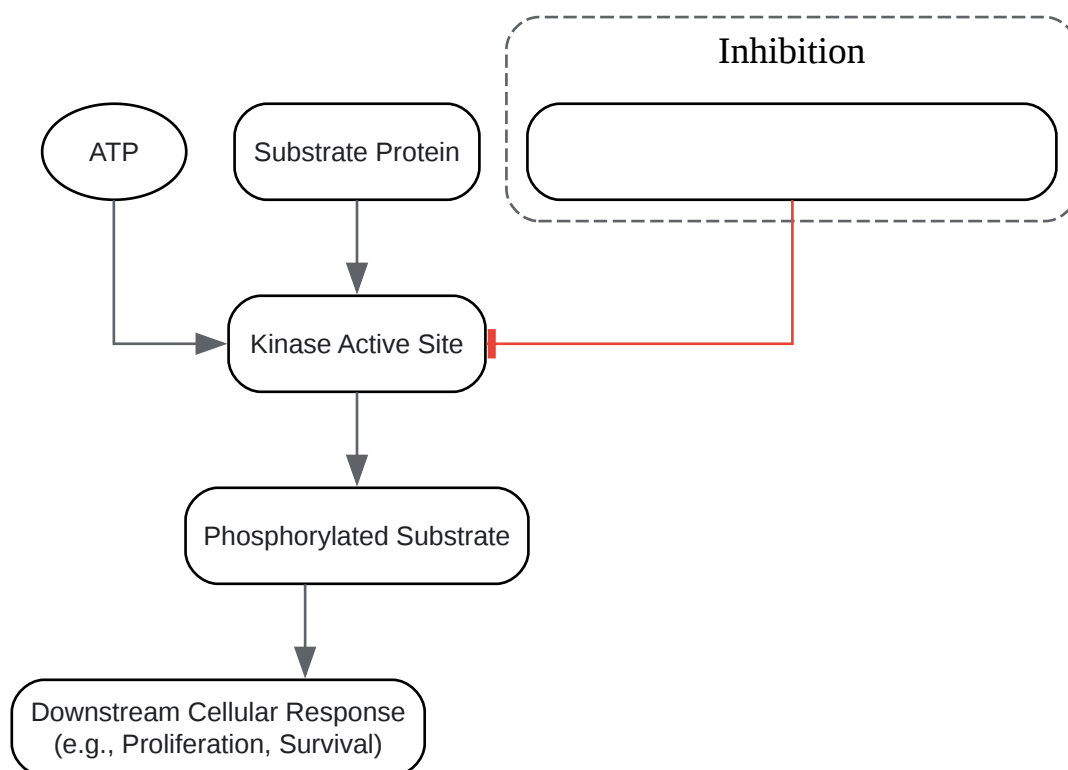 Inhibition
ATP
Substrate Protein
Kinase Active Site
Phosphorylated Substrate
Downstream Cellular Response
(e.g., Proliferation, Survival)